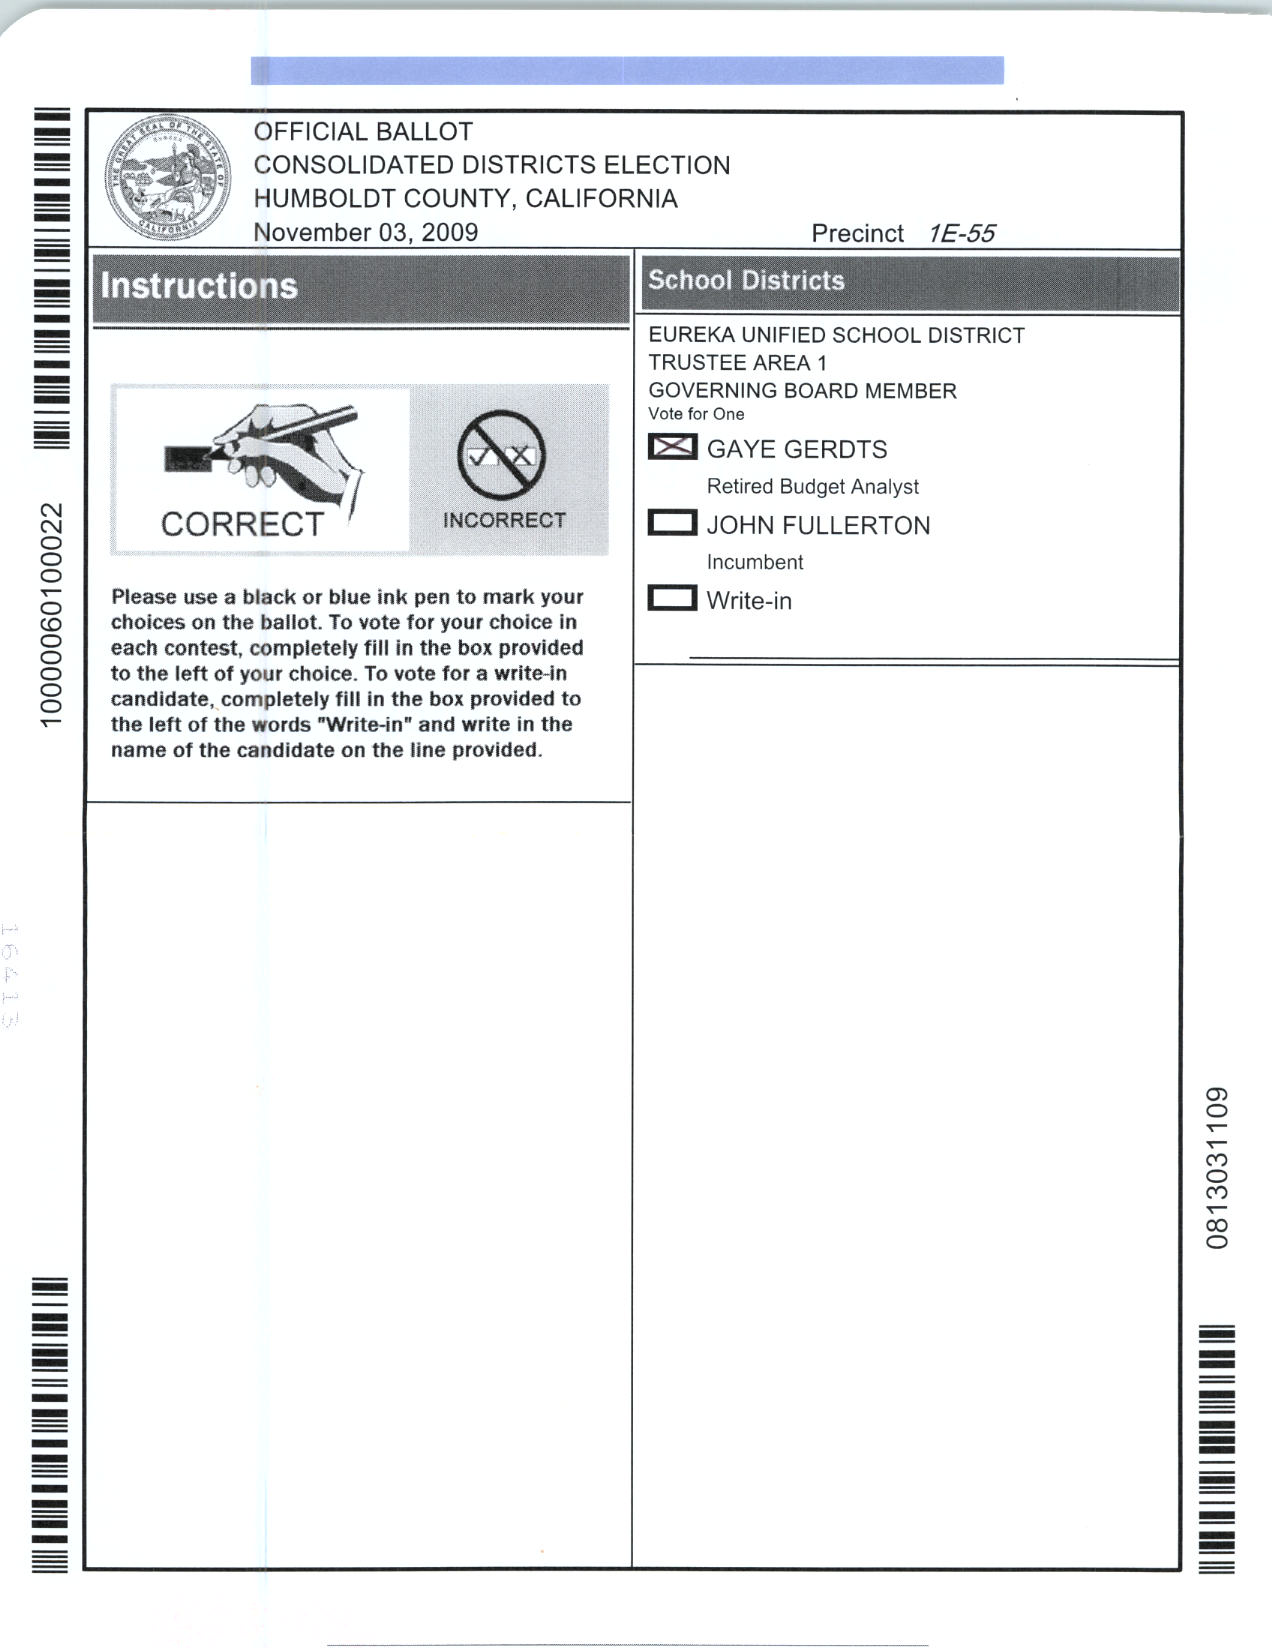 OFFICIAL BALLOT
CONSOLIDATED DISTRICTS ELECTION
HUMBOLDT COUNTY, CALIFORNIA
November 03, 2009
Precinct 1E-55
THE GREAT SEAL OF THE STATE OF CALIFORNIA
Instructions
CORRECT
INCORRECT
Please use a black or blue ink pen to mark your
choices on the ballot. To vote for your choice in
each contest, completely fill in the box provided
to the left of your choice. To vote for a write-in
candidate, completely fill in the box provided to
the left of the words "Write-in" and write in the
name of the candidate on the line provided.
School Districts
EUREKA UNIFIED SCHOOL DISTRICT
TRUSTEE AREA 1
GOVERNING BOARD MEMBER
Vote for One
GAYE GERDTS
Retired Budget Analyst
JOHN FULLERTON
Incumbent
Write-in
1000060100022
16413
0813031109